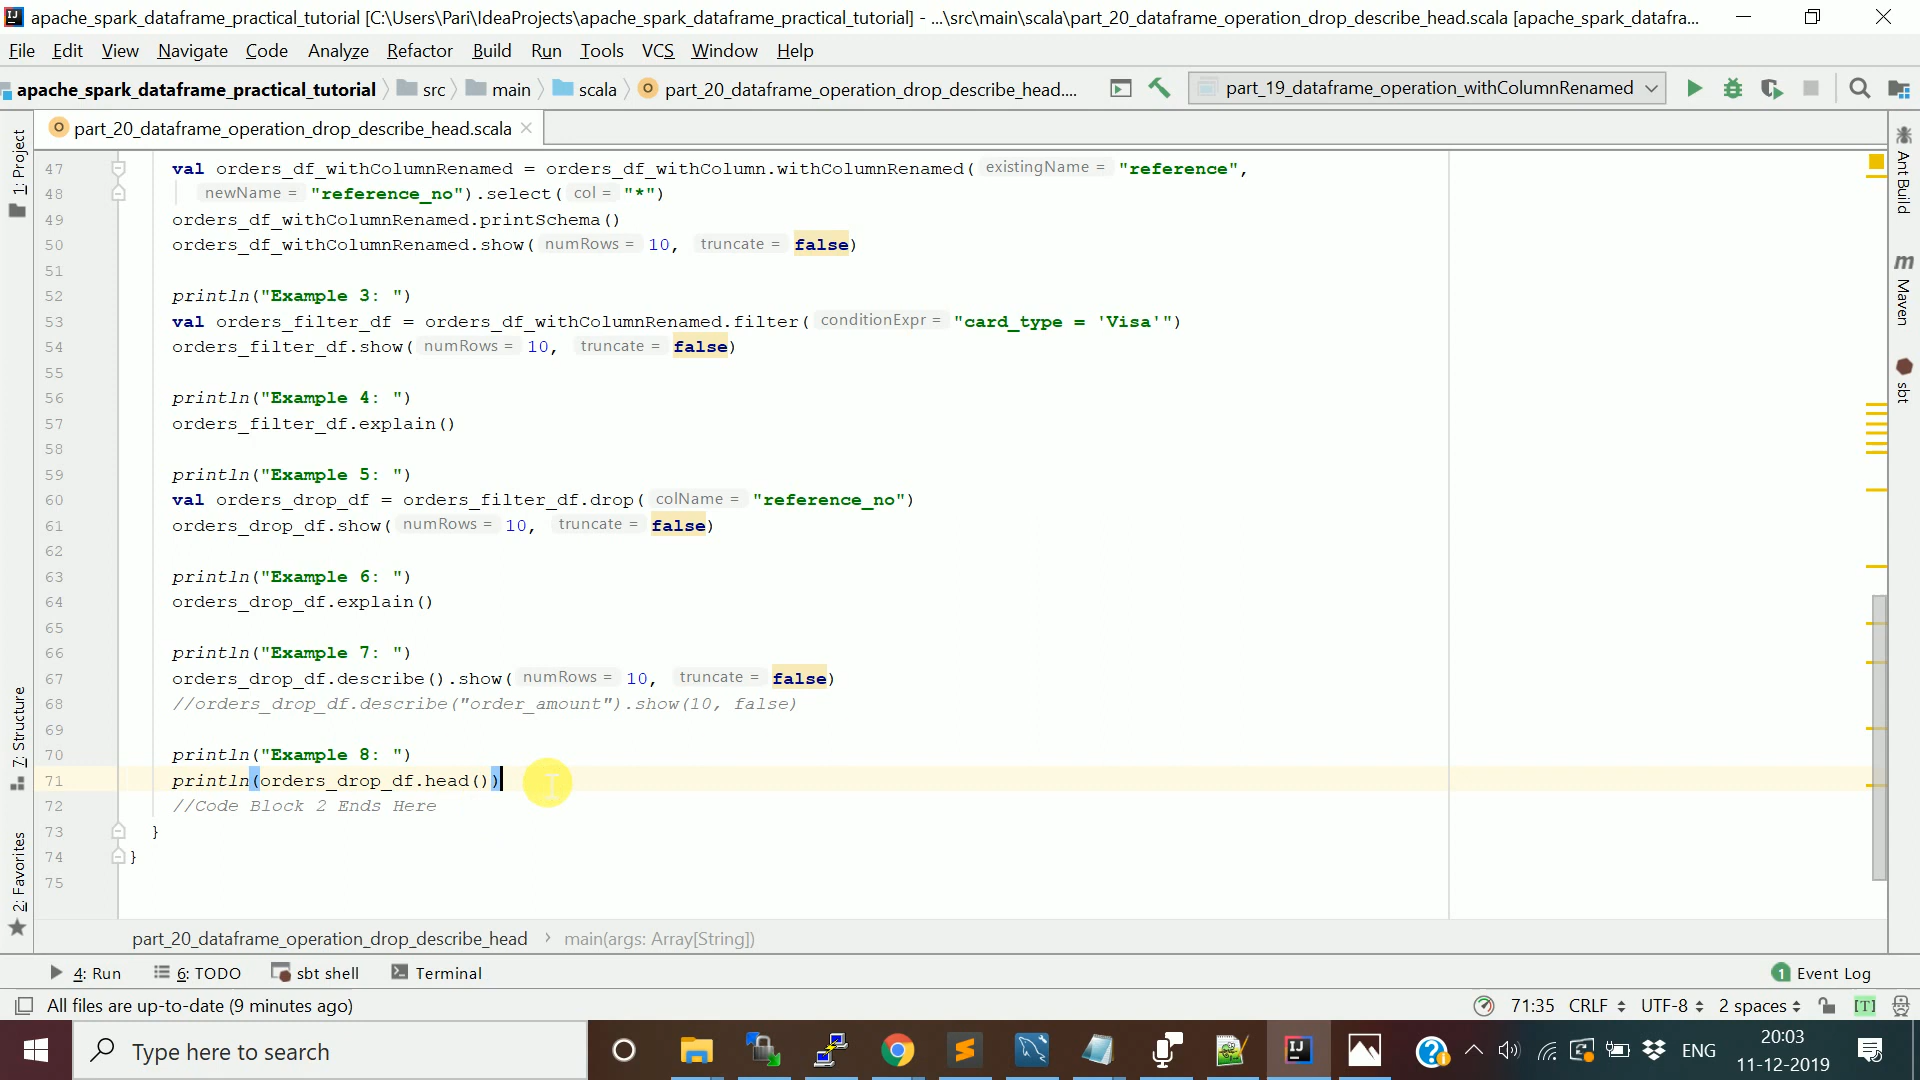 apache_spark_dataframe_practical_tutorial [C:\Users\Pari\IdeaProjects\apache_spark_dataframe_practical_tutorial] - ...\src\main\scala\part_20_dataframe_operation_drop_describe_head.scala [apache_spark_datafra...
File Edit View Navigate Code Analyze Refactor Build Run Tools VCS Window Help
apache_spark_dataframe_practical_tutorial src main scala part_20_dataframe_operation_drop_describe_head.... part_19_dataframe_operation_withColumnRenamed
part_20_dataframe_operation_drop_describe_head.scala
1: Project
7: Structure
2: Favorites
47 val orders_df_withColumnRenamed = orders_df_withColumn.withColumnRenamed( existingName = "reference",
48 newName = "reference_no").select( col = "*")
49 orders_df_withColumnRenamed.printSchema()
50 orders_df_withColumnRenamed.show( numRows = 10, truncate = false)
51
52 println("Example 3: ")
53 val orders_filter_df = orders_df_withColumnRenamed.filter( conditionExpr = "card_type = 'Visa'")
54 orders_filter_df.show( numRows = 10, truncate = false)
55
56 println("Example 4: ")
57 orders_filter_df.explain()
58
59 println("Example 5: ")
60 val orders_drop_df = orders_filter_df.drop( colName = "reference_no")
61 orders_drop_df.show( numRows = 10, truncate = false)
62
63 println("Example 6: ")
64 orders_drop_df.explain()
65
66 println("Example 7: ")
67 orders_drop_df.describe().show( numRows = 10, truncate = false)
68 //orders_drop_df.describe("order_amount").show(10, false)
69
70 println("Example 8: ")
71 println(orders_drop_df.head())
72 //Code Block 2 Ends Here
73 }
74 }
75
Ant Build
m Maven
sbt
part_20_dataframe_operation_drop_describe_head › main(args: Array[String])
4: Run 6: TODO sbt shell Terminal 1 Event Log
All files are up-to-date (9 minutes ago) 71:35 CRLF UTF-8 2 spaces [T]
Type here to search ENG 20:03
11-12-2019